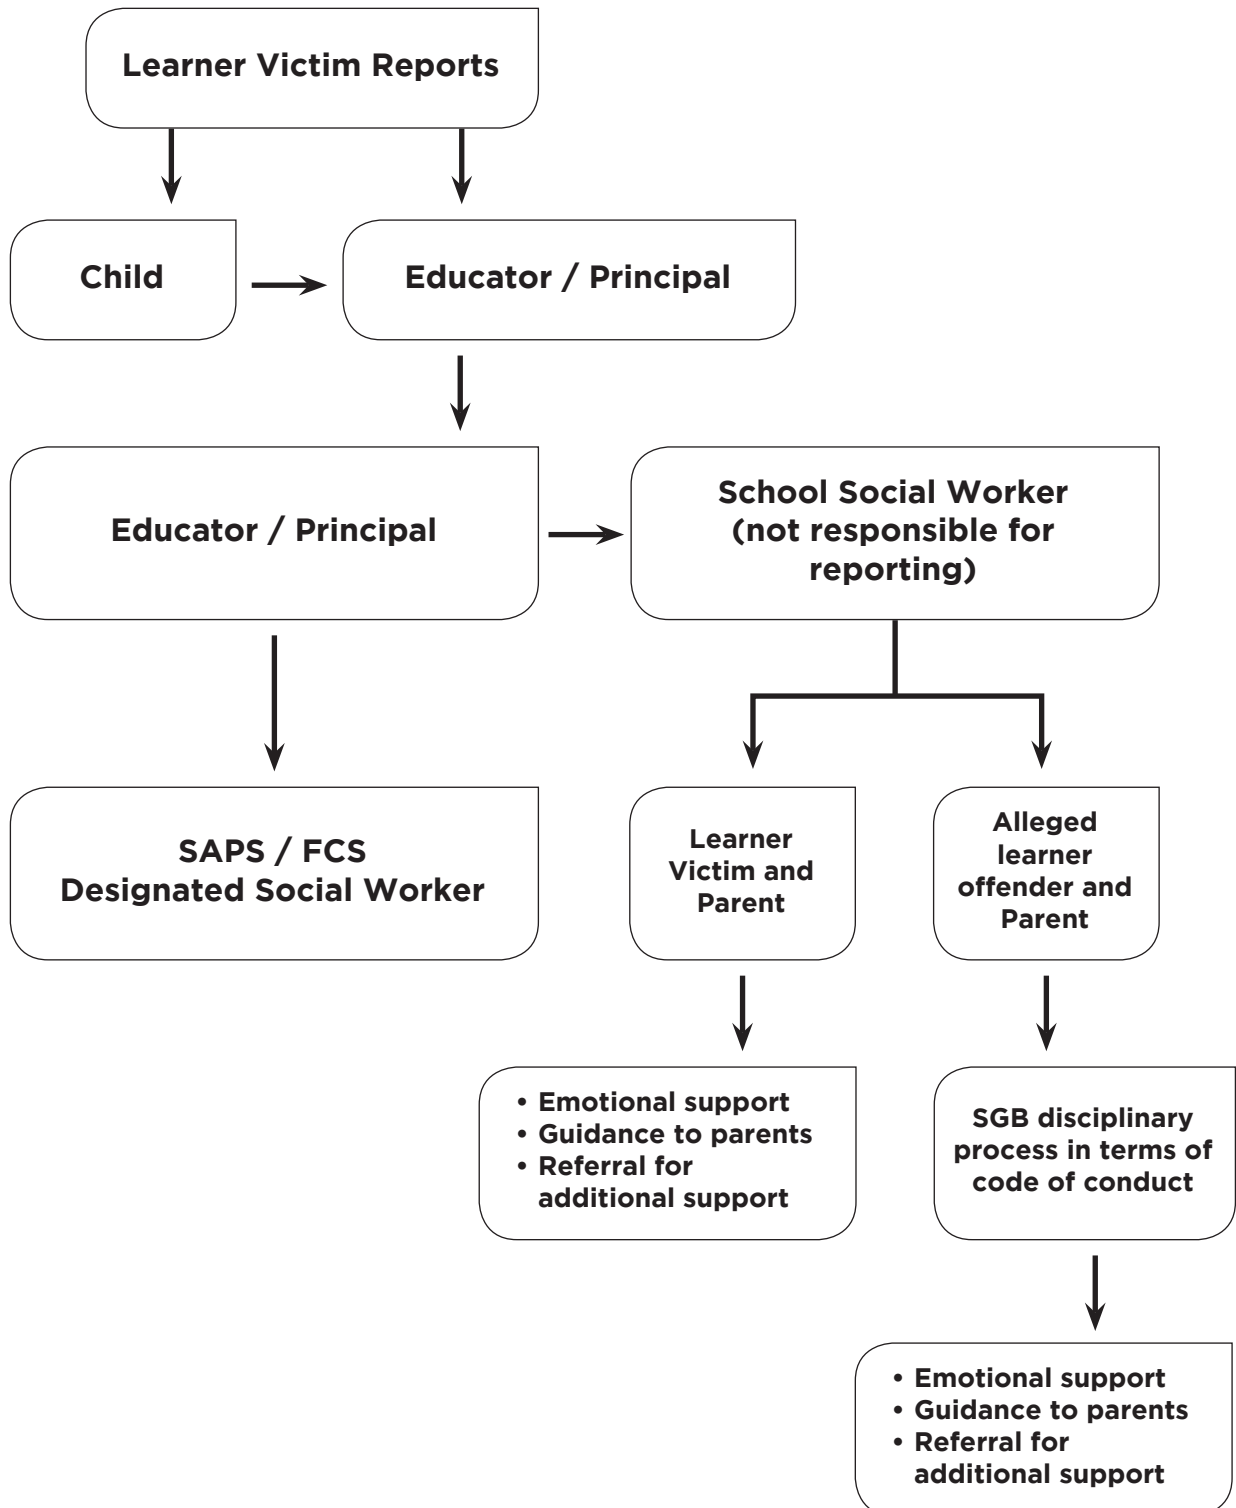 Learner Victim Reports
Child
Educator / Principal
Educator / Principal
School Social Worker
(not responsible for
reporting)
SAPS / FCS
Designated Social Worker
Learner
Victim and
Parent
Alleged
learner
offender and
Parent
• Emotional support
• Guidance to parents
• Referral for
additional support
SGB disciplinary
process in terms of
code of conduct
• Emotional support
• Guidance to parents
• Referral for
additional support